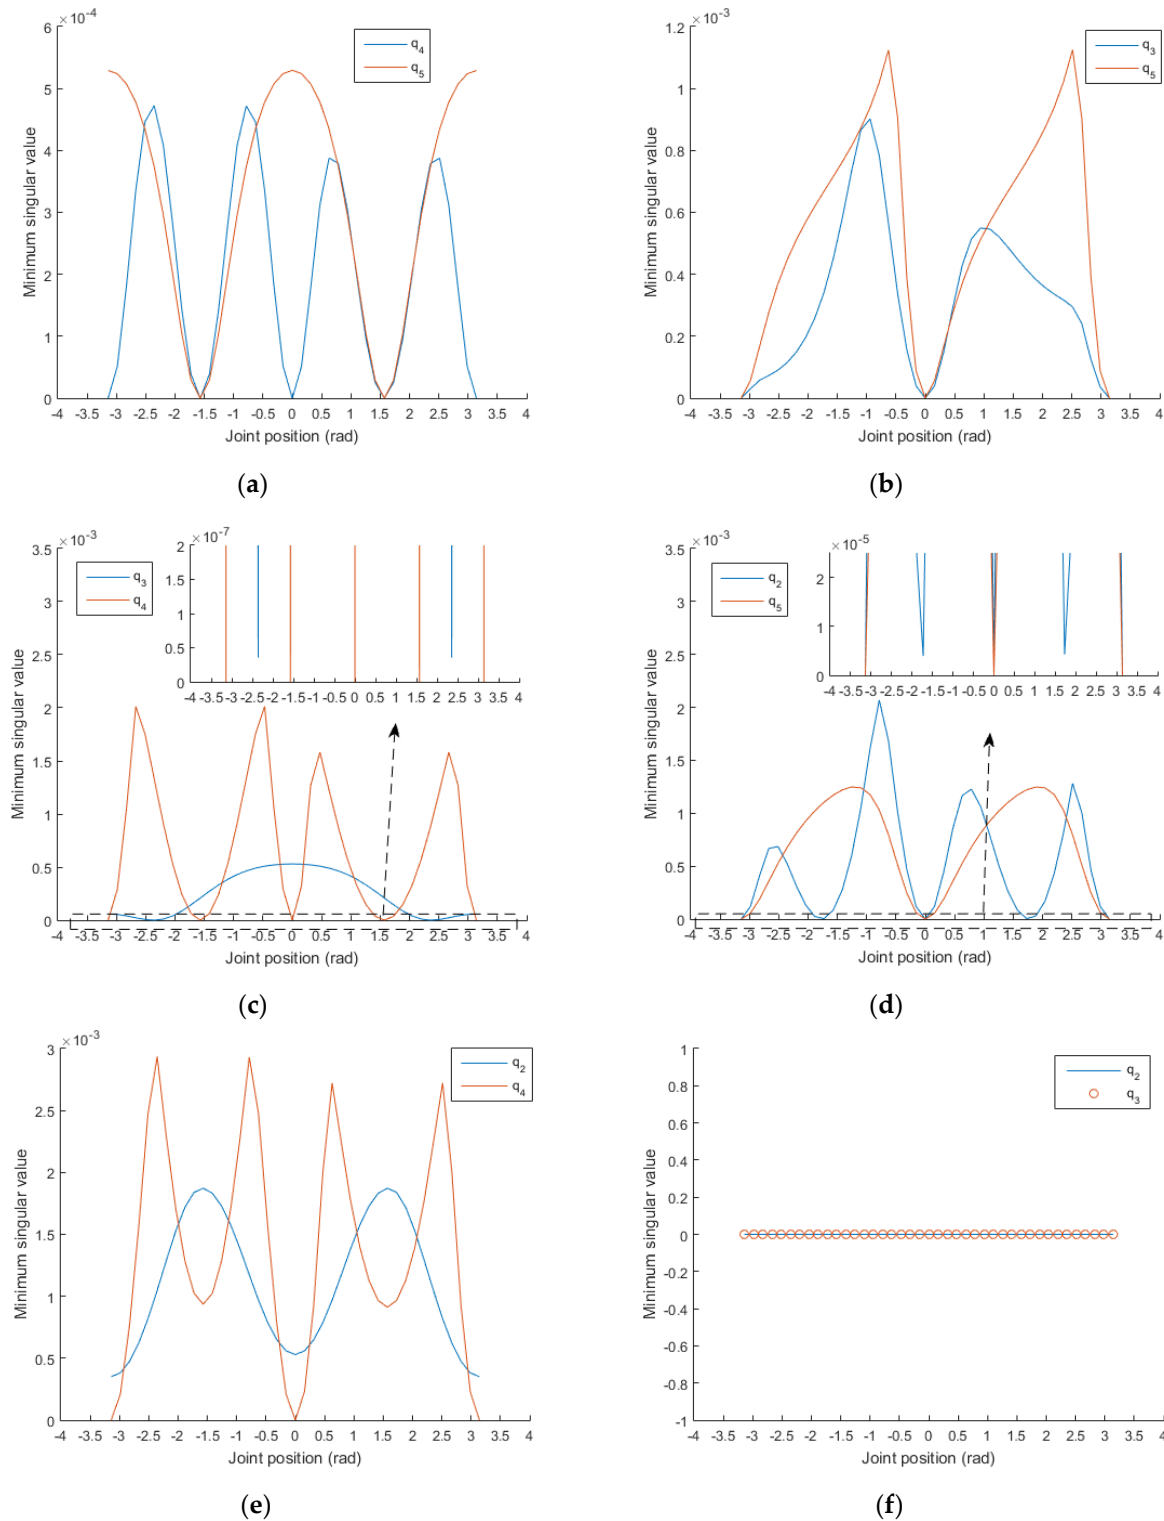 ×10⁻⁴
6
5
4
3
2
1
0
Minimum singular value
q₄
q₅
-4 -3.5 -3 -2.5 -2 -1.5 -1 -0.5 0 0.5 1 1.5 2 2.5 3 3.5 4
Joint position (rad)
(a)
×10⁻³
1.2
1
0.8
0.6
0.4
0.2
0
Minimum singular value
q₃
q₅
-4 -3.5 -3 -2.5 -2 -1.5 -1 -0.5 0 0.5 1 1.5 2 2.5 3 3.5 4
Joint position (rad)
(b)
×10⁻³
3.5
3
2.5
2
1.5
1
0.5
0
Minimum singular value
q₃
q₄
×10⁻⁷
2
1.5
1
0.5
0
-4 -3.5 -3 -2.5 -2 -1.5 -1 -0.5 0 0.5 1 1.5 2 2.5 3 3.5 4
-4 -3.5 -3 -2.5 -2 -1.5 -1 -0.5 0 0.5 1 1.5 2 2.5 3 3.5 4
Joint position (rad)
(c)
×10⁻³
3.5
3
2.5
2
1.5
1
0.5
0
Minimum singular value
q₂
q₅
×10⁻⁵
2
1
0
-4 -3.5 -3 -2.5 -2 -1.5 -1 -0.5 0 0.5 1 1.5 2 2.5 3 3.5 4
-4 -3.5 -3 -2.5 -2 -1.5 -1 -0.5 0 0.5 1 1.5 2 2.5 3 3.5 4
Joint position (rad)
(d)
×10⁻³
3
2.5
2
1.5
1
0.5
0
Minimum singular value
q₂
q₄
-4 -3.5 -3 -2.5 -2 -1.5 -1 -0.5 0 0.5 1 1.5 2 2.5 3 3.5 4
Joint position (rad)
(e)
1
0.8
0.6
0.4
0.2
0
-0.2
-0.4
-0.6
-0.8
-1
Minimum singular value
q₂
q₃
-4 -3.5 -3 -2.5 -2 -1.5 -1 -0.5 0 0.5 1 1.5 2 2.5 3 3.5 4
Joint position (rad)
(f)